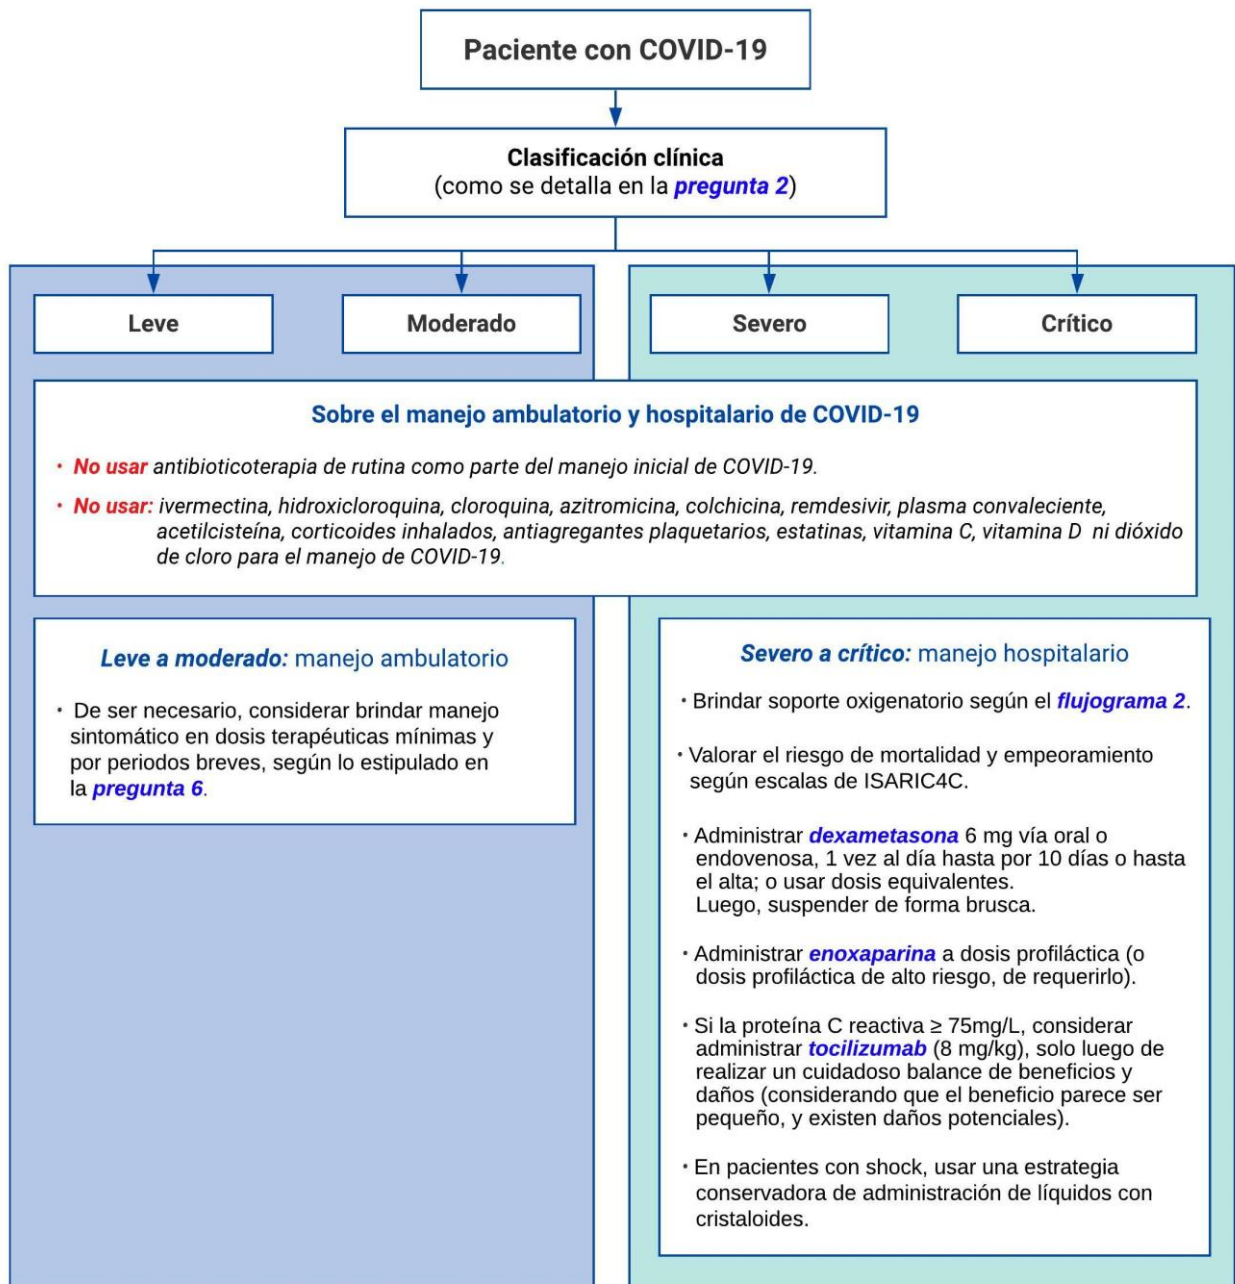 Paciente con COVID-19
Clasificación clínica
(como se detalla en la pregunta 2)
Leve
Moderado
Severo
Crítico
Sobre el manejo ambulatorio y hospitalario de COVID-19
• No usar antibioticoterapia de rutina como parte del manejo inicial de COVID-19.
• No usar: ivermectina, hidroxicloroquina, cloroquina, azitromicina, colchicina, remdesivir, plasma convaleciente,
acetilcisteína, corticoides inhalados, antiagregantes plaquetarios, estatinas, vitamina C, vitamina D ni dióxido
de cloro para el manejo de COVID-19.
Leve a moderado: manejo ambulatorio
• De ser necesario, considerar brindar manejo
sintomático en dosis terapéuticas mínimas y
por periodos breves, según lo estipulado en
la pregunta 6.
Severo a crítico: manejo hospitalario
• Brindar soporte oxigenatorio según el flujograma 2.
• Valorar el riesgo de mortalidad y empeoramiento
según escalas de ISARIC4C.
• Administrar dexametasona 6 mg vía oral o
endovenosa, 1 vez al día hasta por 10 días o hasta
el alta; o usar dosis equivalentes.
Luego, suspender de forma brusca.
• Administrar enoxaparina a dosis profiláctica (o
dosis profiláctica de alto riesgo, de requerirlo).
• Si la proteína C reactiva ≥ 75mg/L, considerar
administrar tocilizumab (8 mg/kg), solo luego de
realizar un cuidadoso balance de beneficios y
daños (considerando que el beneficio parece ser
pequeño, y existen daños potenciales).
• En pacientes con shock, usar una estrategia
conservadora de administración de líquidos con
cristaloides.